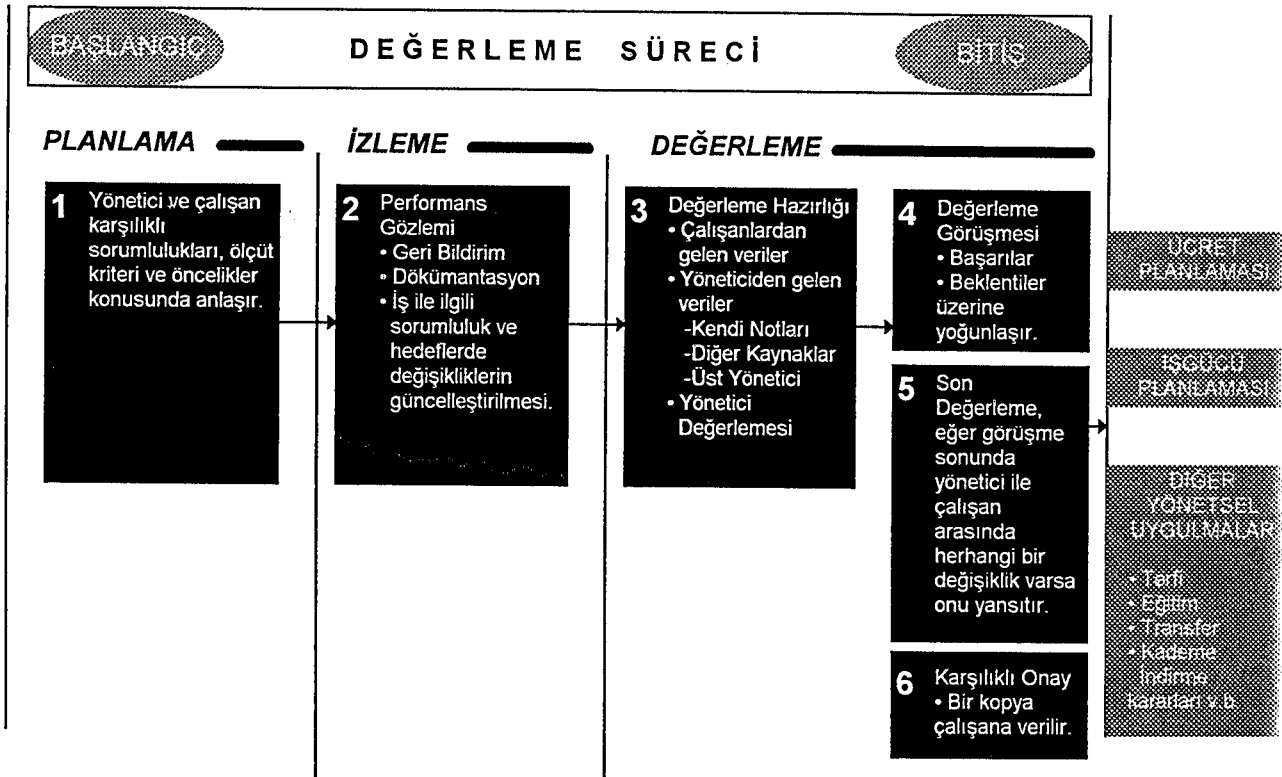 BAŞLANGIÇ
DEĞERLEME SÜRECİ
BİTİŞ
PLANLAMA
İZLEME
DEĞERLEME
1 Yönetici ve çalışan
karşılıklı
sorumlulukları, ölçüt
kriteri ve öncelikler
konusunda anlaşır.
2 Performans
Gözlemi
• Geri Bildirim
• Dökümantasyon
• İş ile ilgili
sorumluluk ve
hedeflerde
değişikliklerin
güncelleştirilmesi.
3 Değerleme Hazırlığı
• Çalışanlardan
gelen veriler
• Yöneticiden gelen
veriler
-Kendi Notları
-Diğer Kaynaklar
-Üst Yönetici
• Yönetici
Değerlemesi
4 Değerleme
Görüşmesi
• Başarılar
• Beklentiler
üzerine
yoğunlaşır.
5 Son
Değerleme,
eğer görüşme
sonunda
yönetici ile
çalışan
arasında
herhangi bir
değişiklik varsa
onu yansıtır.
6 Karşılıklı Onay
• Bir kopya
çalışana verilir.
ÜCRET
PLANLAMASI
İŞGÜCÜ
PLANLAMASI
DİĞER
YÖNETSEL
UYGULMALAR
• Terfi
• Eğitim
• Transfer
• Kademe
İndirme
kararları v.b.